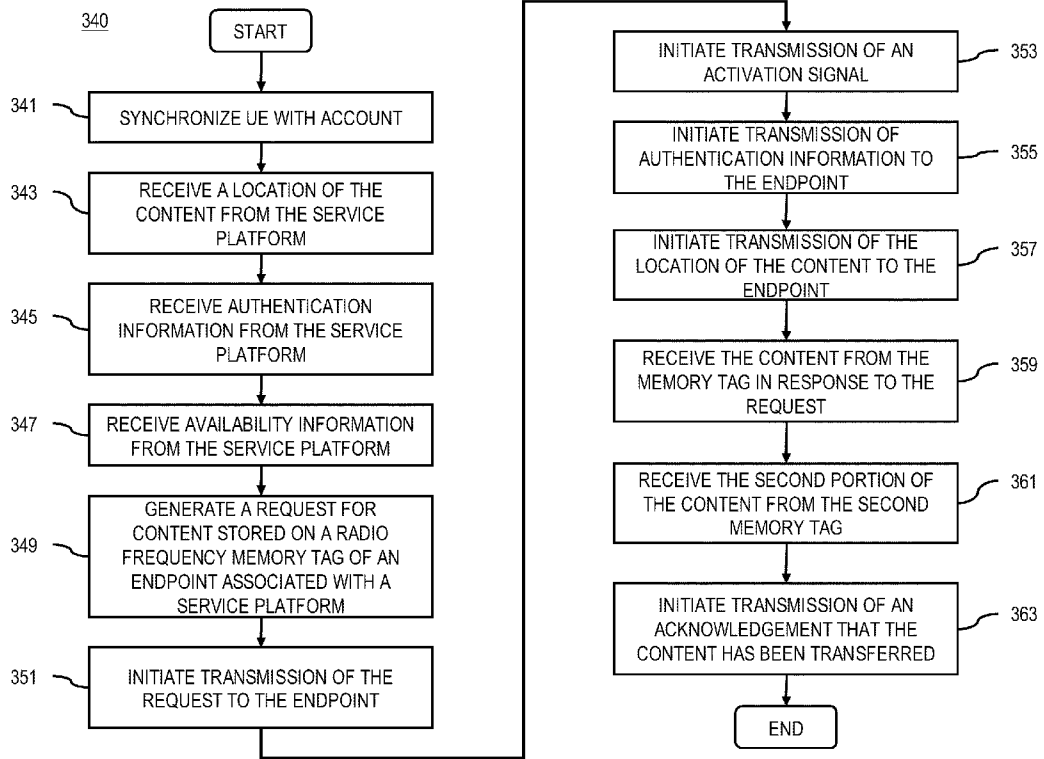 340
START
341
SYNCHRONIZE UE WITH ACCOUNT
343
RECEIVE A LOCATION OF THE
CONTENT FROM THE SERVICE
PLATFORM
345
RECEIVE AUTHENTICATION
INFORMATION FROM THE SERVICE
PLATFORM
347
RECEIVE AVAILABILITY INFORMATION
FROM THE SERVICE PLATFORM
349
GENERATE A REQUEST FOR
CONTENT STORED ON A RADIO
FREQUENCY MEMORY TAG OF AN
ENDPOINT ASSOCIATED WITH A
SERVICE PLATFORM
351
INITIATE TRANSMISSION OF THE
REQUEST TO THE ENDPOINT
INITIATE TRANSMISSION OF AN
ACTIVATION SIGNAL
353
INITIATE TRANSMISSION OF
AUTHENTICATION INFORMATION TO
THE ENDPOINT
355
INITIATE TRANSMISSION OF THE
LOCATION OF THE CONTENT TO THE
ENDPOINT
357
RECEIVE THE CONTENT FROM THE
MEMORY TAG IN RESPONSE TO THE
REQUEST
359
RECEIVE THE SECOND PORTION OF
THE CONTENT FROM THE SECOND
MEMORY TAG
361
INITIATE TRANSMISSION OF AN
ACKNOWLEDGEMENT THAT THE
CONTENT HAS BEEN TRANSFERRED
363
END